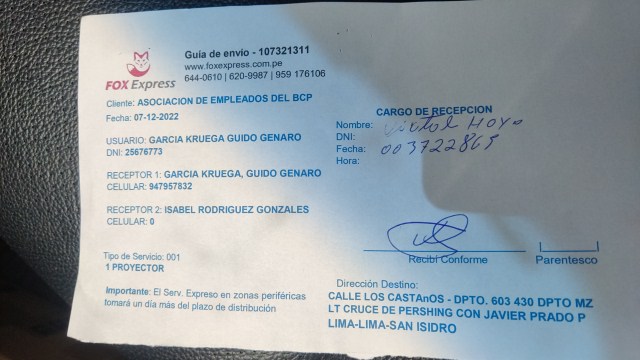 Guía de envío - 107321311
www.foxexpress.com.pe
644-0610 | 620-9987 | 959 176106
FOX Express
Cliente: ASOCIACION DE EMPLEADOS DEL BCP
Fecha: 07-12-2022
USUARIO: GARCIA KRUEGA GUIDO GENARO
DNI: 25676773
RECEPTOR 1: GARCIA KRUEGA, GUIDO GENARO
CELULAR: 947957832
RECEPTOR 2: ISABEL RODRIGUEZ GONZALES
CELULAR: 0
Tipo de Servicio: 001
1 PROYECTOR
Importante: El Serv. Expreso en zonas periféricas
tomará un día más del plazo de distribución
CARGO DE RECEPCION
Nombre: Victol Hoyo
DNI: 003722869
Fecha:
Hora:
Recibí Conforme
Parentesco
Dirección Destino:
CALLE LOS CASTAnOS - DPTO. 603 430 DPTO MZ
LT CRUCE DE PERSHING CON JAVIER PRADO P
LIMA-LIMA-SAN ISIDRO